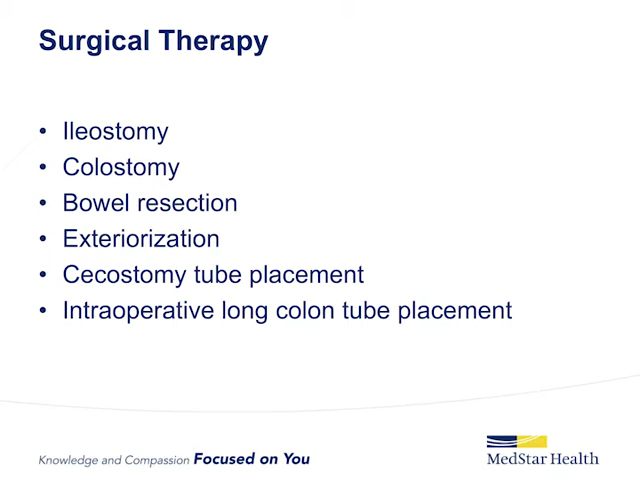 Surgical Therapy
• Ileostomy
• Colostomy
• Bowel resection
• Exteriorization
• Cecostomy tube placement
• Intraoperative long colon tube placement
Knowledge and Compassion Focused on You
MedStar Health